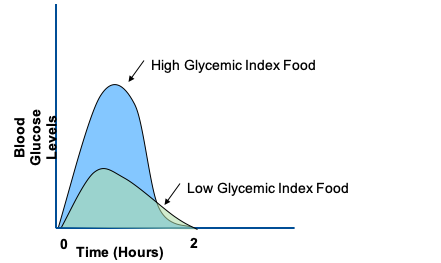 High Glycemic Index Food
Blood
Glucose
Levels
Low Glycemic Index Food
0
2
Time (Hours)